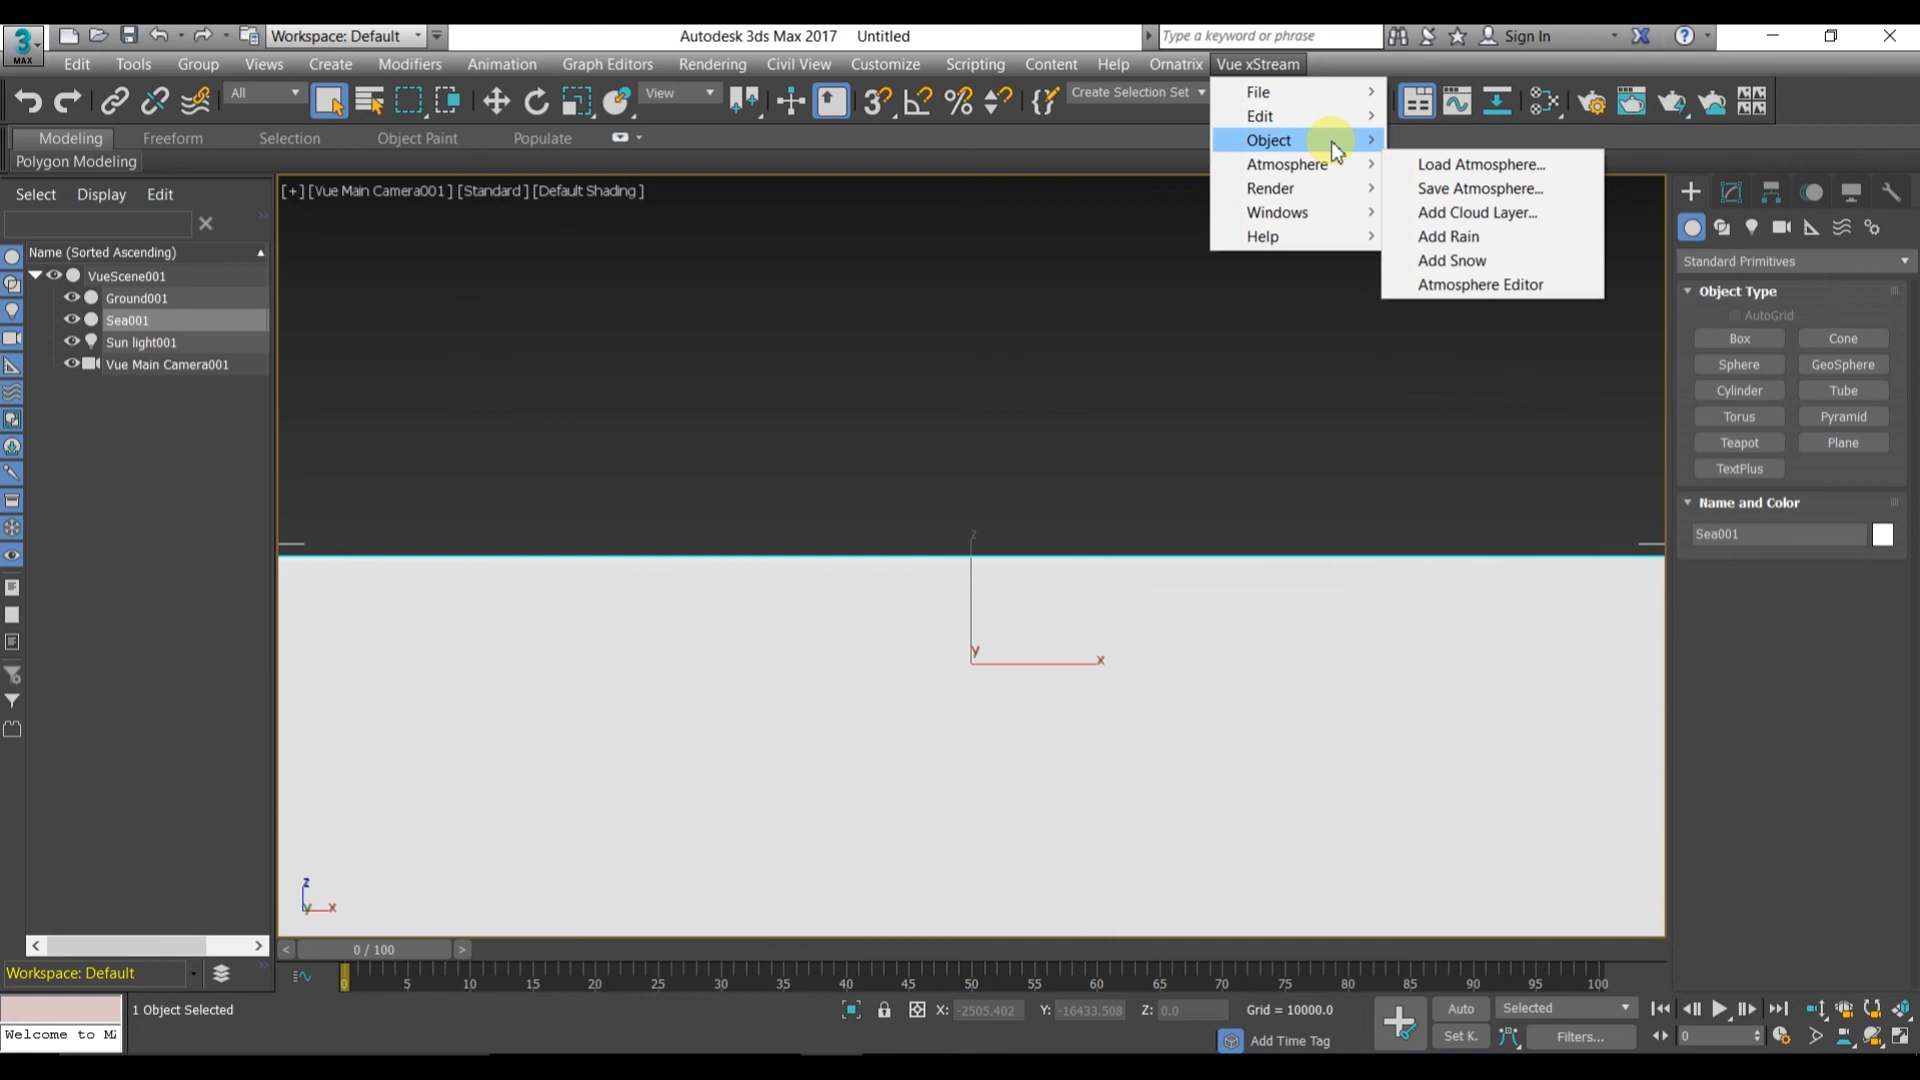 Workspace: Default
Autodesk 3ds Max 2017 Untitled
Type a keyword or phrase
Sign In
MAX
Edit Tools Group Views Create Modifiers Animation Graph Editors Rendering Civil View Customize Scripting Content Help Ornatrix Vue xStream
All
View
Create Selection Set
File
Edit
Object
Atmosphere
Render
Windows
Help
Load Atmosphere...
Save Atmosphere...
Add Cloud Layer...
Add Rain
Add Snow
Atmosphere Editor
Modeling Freeform Selection Object Paint Populate
Polygon Modeling
Select Display Edit
Name (Sorted Ascending)
VueScene001
Ground001
Sea001
Sun light001
Vue Main Camera001
[+] [Vue Main Camera001] [Standard] [Default Shading]
z
y
x
z
y x
Standard Primitives
Object Type
AutoGrid
Box Cone
Sphere GeoSphere
Cylinder Tube
Torus Pyramid
Teapot Plane
TextPlus
Name and Color
Sea001
< 0 / 100 >
Workspace: Default
0 5 10 15 20 25 30 35 40 45 50 55 60 65 70 75 80 85 90 95 100
1 Object Selected
X: -2505.402 Y: -16433.508 Z: 0.0 Grid = 10000.0
Auto Selected
Welcome to M
Add Time Tag
Set K. Filters...
0